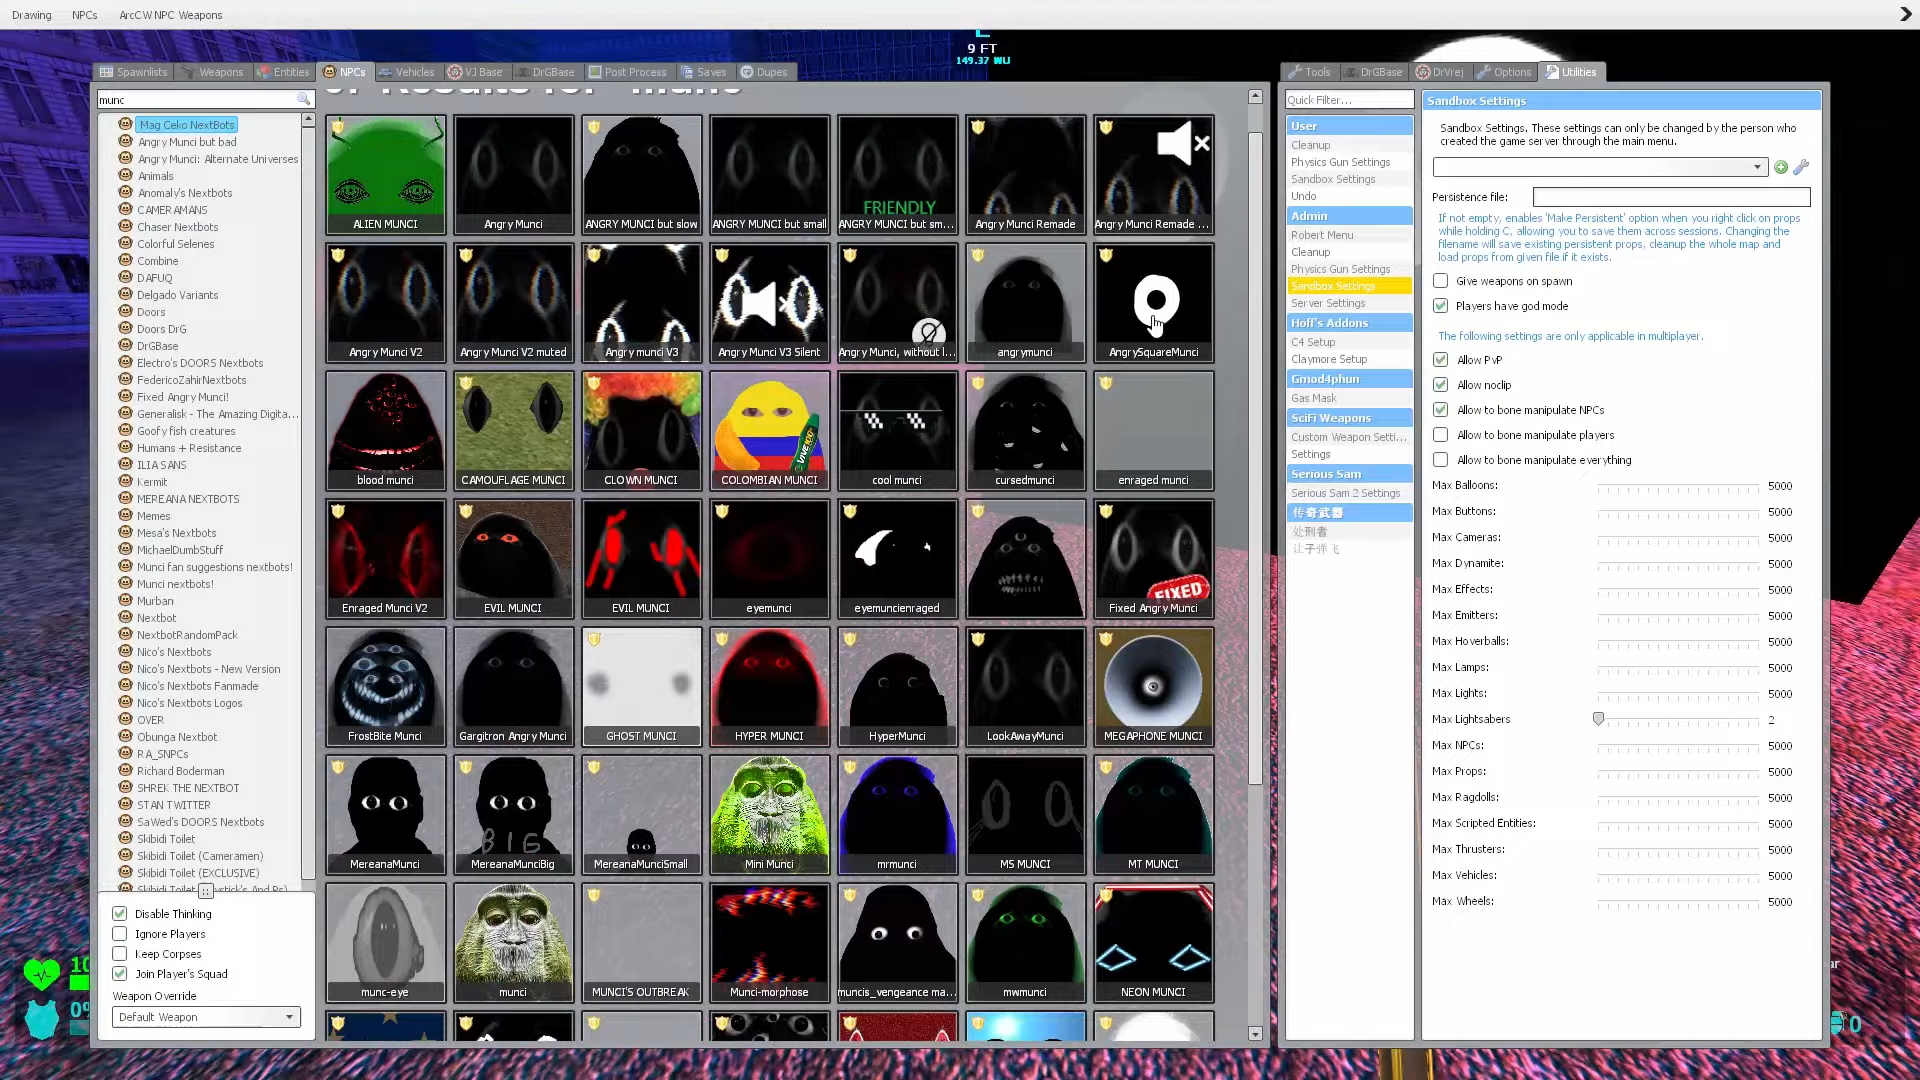 Drawing NPCs ArcCW NPC Weapons
9 FT
149.37 WU
Spawnlists Weapons Entities NPCs Vehicles VJ Base DrGBase Post Process Saves Dupes
Tools DrGBase DrVrej Options Utilities
munc
Mag Ceko NextBots
Angry Munci but bad
Angry Munci: Alternate Universes
Animals
Anomaly's Nextbots
CAMERAMANS
Chaser Nextbots
Colorful Selenes
Combine
DAFUQ
Delgado Variants
Doors
Doors DrG
DrGBase
Electro's DOORS Nextbots
FedericoZahirNextbots
Fixed Angry Munci!
Generalisk - The Amazing Digita...
Goofy fish creatures
Humans + Resistance
ILIA SANS
Kermit
MEREANA NEXTBOTS
Memes
Mesa's Nextbots
MichaelDumbStuff
Munci fan suggestions nextbots!
Munci nextbots!
Murban
Nextbot
NextbotRandomPack
Nico's Nextbots
Nico's Nextbots - New Version
Nico's Nextbots Fanmade
Nico's Nextbots Logos
OVER
Obunga Nextbot
RA_SNPCs
Richard Boderman
SHREK THE NEXTBOT
STAN TWITTER
SaWed's DOORS Nextbots
Skibidi Toilet
Skibidi Toilet (Cameramen)
Skibidi Toilet (EXCLUSIVE)
Disable Thinking
Ignore Players
Keep Corpses
Join Player's Squad
Weapon Override
Default Weapon
FRIENDLY
ALIEN MUNCI Angry Munci ANGRY MUNCI but slow ANGRY MUNCI but small ANGRY MUNCI but sm... Angry Munci Remade Angry Munci Remade ...
Angry Munci V2 Angry Munci V2 muted Angry munci V3 Angry Munci V3 Silent Angry Munci, without l... angrymunci AngrySquareMunci
blood munci CAMOUFLAGE MUNCI CLOWN MUNCI COLOMBIAN MUNCI cool munci cursedmunci enraged munci
FIXED
Enraged Munci V2 EVIL MUNCI EVIL MUNCI eyemunci eyemuncienraged Fixed Angry Munci
FrostBite Munci Gargitron Angry Munci GHOST MUNCI HYPER MUNCI HyperMunci LookAwayMunci MEGAPHONE MUNCI
BIG
MereanaMunci MereanaMunciBig MereanaMunciSmall Mini Munci mrmunci MS MUNCI MT MUNCI
munc-eye munci MUNCI'S OUTBREAK Munci-morphose muncis_vengeance ma... mwmunci NEON MUNCI
Quick Filter...
User
Cleanup
Physics Gun Settings
Sandbox Settings
Undo
Admin
Robert Menu
Cleanup
Physics Gun Settings
Sandbox Settings
Server Settings
Hoff's Addons
C4 Setup
Claymore Setup
Gmod4phun
Gas Mask
SciFi Weapons
Custom Weapon Setti...
Settings
Serious Sam
Serious Sam 2 Settings
传奇武器
处刑者
让子弹飞
Sandbox Settings
Sandbox Settings. These settings can only be changed by the person who
created the game server through the main menu.
Persistence file:
If not empty, enables 'Make Persistent' option when you right click on props
while holding C, allowing you to save them across sessions. Changing the
filename will save existing persistent props, cleanup the whole map and
load props from given file if it exists.
Give weapons on spawn
Players have god mode
The following settings are only applicable in multiplayer.
Allow PvP
Allow noclip
Allow to bone manipulate NPCs
Allow to bone manipulate players
Allow to bone manipulate everything
Max Balloons: 5000
Max Buttons: 5000
Max Cameras: 5000
Max Dynamite: 5000
Max Effects: 5000
Max Emitters: 5000
Max Hoverballs: 5000
Max Lamps: 5000
Max Lights: 5000
Max Lightsabers 2
Max NPCs: 5000
Max Props: 5000
Max Ragdolls: 5000
Max Scripted Entities: 5000
Max Thrusters: 5000
Max Vehicles: 5000
Max Wheels: 5000